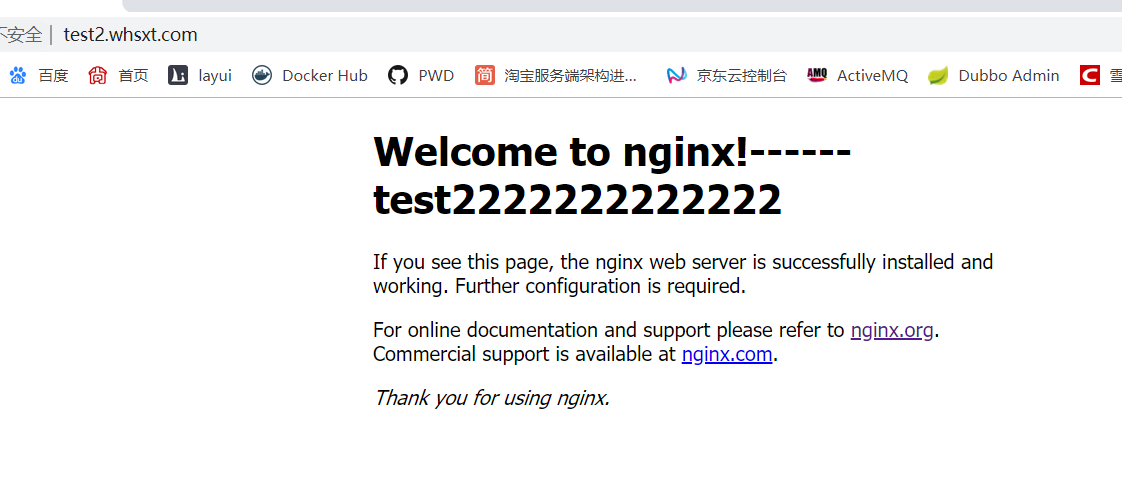 不安全 | test2.whsxt.com
百度 首页 layui Docker Hub PWD 简 淘宝服务端架构进... 京东云控制台 AMQ ActiveMQ Dubbo Admin C
Welcome to nginx!------
test2222222222222
If you see this page, the nginx web server is successfully installed and
working. Further configuration is required.
For online documentation and support please refer to nginx.org.
Commercial support is available at nginx.com.
Thank you for using nginx.